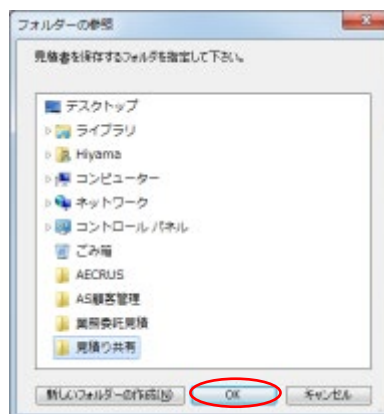 フォルダーの参照
見積書を保存するフォルダを指定して下さい。
デスクトップ
ライブラリ
Hiyama
コンピューター
ネットワーク
コントロール パネル
ごみ箱
AECRUS
AS顧客管理
業務委託見積
見積り共有
新しいフォルダーの作成(N) OK キャンセル